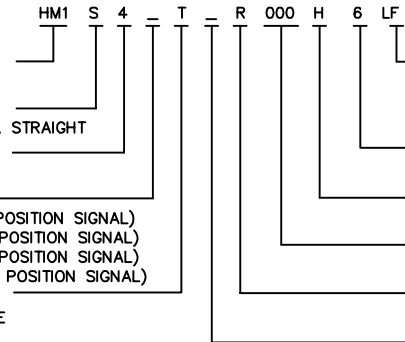 HM1 S 4 _ T _ R 000 H 6 LF
STRAIGHT
POSITION SIGNAL)
POSITION SIGNAL)
POSITION SIGNAL)
POSITION SIGNAL)
E